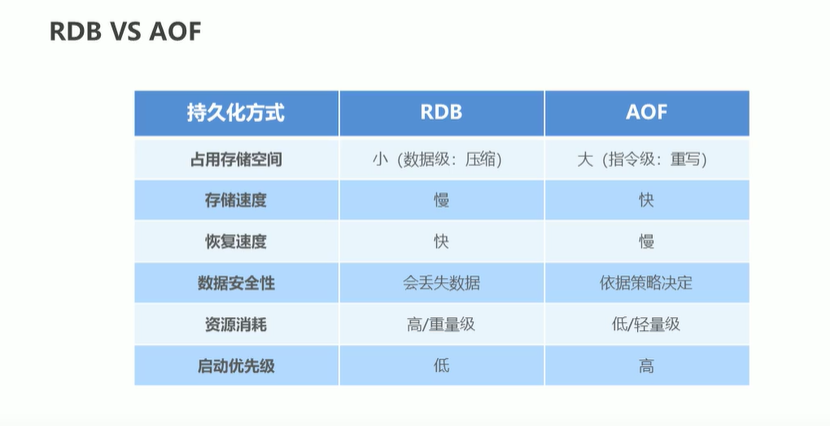 RDB VS AOF
持久化方式 RDB AOF
占用存储空间 小（数据级：压缩） 大（指令级：重写）
存储速度 慢 快
恢复速度 快 慢
数据安全性 会丢失数据 依据策略决定
资源消耗 高/重量级 低/轻量级
启动优先级 低 高